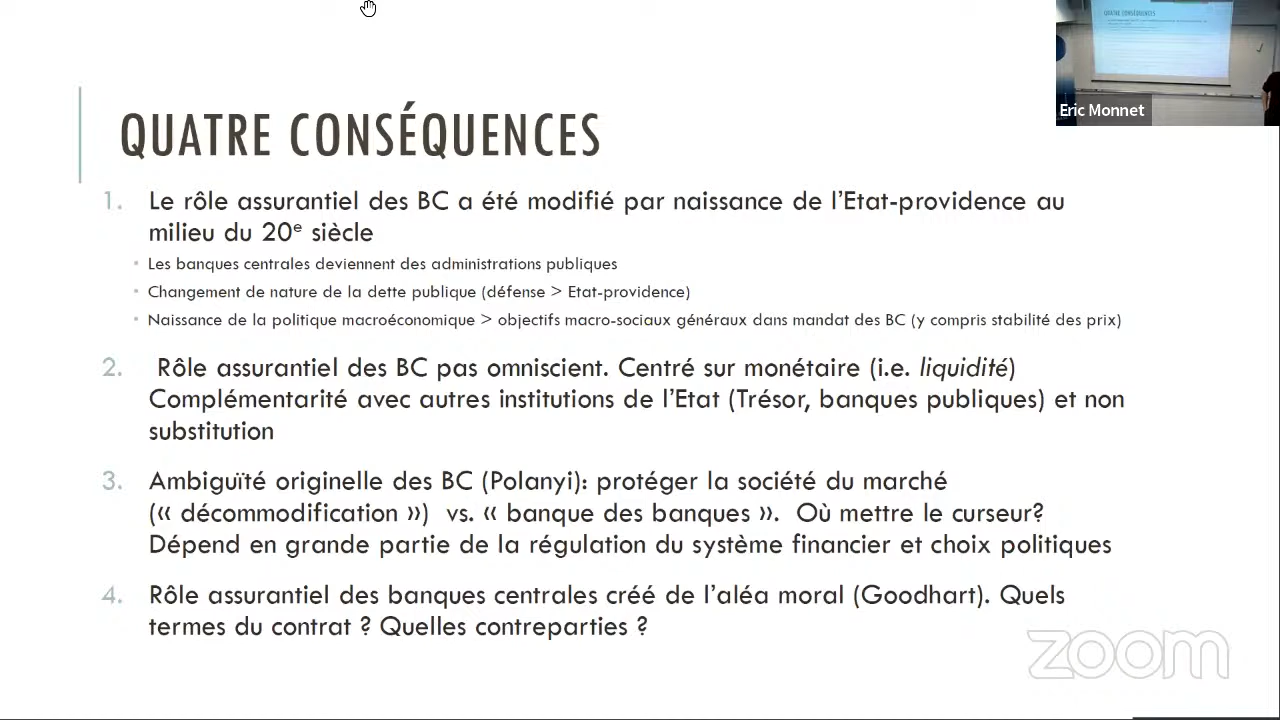 QUATRE CONSÉQUENCES
Eric Monnet
QUATRE CONSÉQUENCES
1. Le rôle assurantiel des BC a été modifié par naissance de l'Etat-providence au
milieu du 20e siècle
▪ Les banques centrales deviennent des administrations publiques
▪ Changement de nature de la dette publique (défense > Etat-providence)
▪ Naissance de la politique macroéconomique > objectifs macro-sociaux généraux dans mandat des BC (y compris stabilité des prix)
2. Rôle assurantiel des BC pas omniscient. Centré sur monétaire (i.e. liquidité)
Complémentarité avec autres institutions de l'Etat (Trésor, banques publiques) et non
substitution
3. Ambiguïté originelle des BC (Polanyi): protéger la société du marché
(« décommodification ») vs. « banque des banques ». Où mettre le curseur?
Dépend en grande partie de la régulation du système financier et choix politiques
4. Rôle assurantiel des banques centrales créé de l'aléa moral (Goodhart). Quels
termes du contrat ? Quelles contreparties ?
zoom